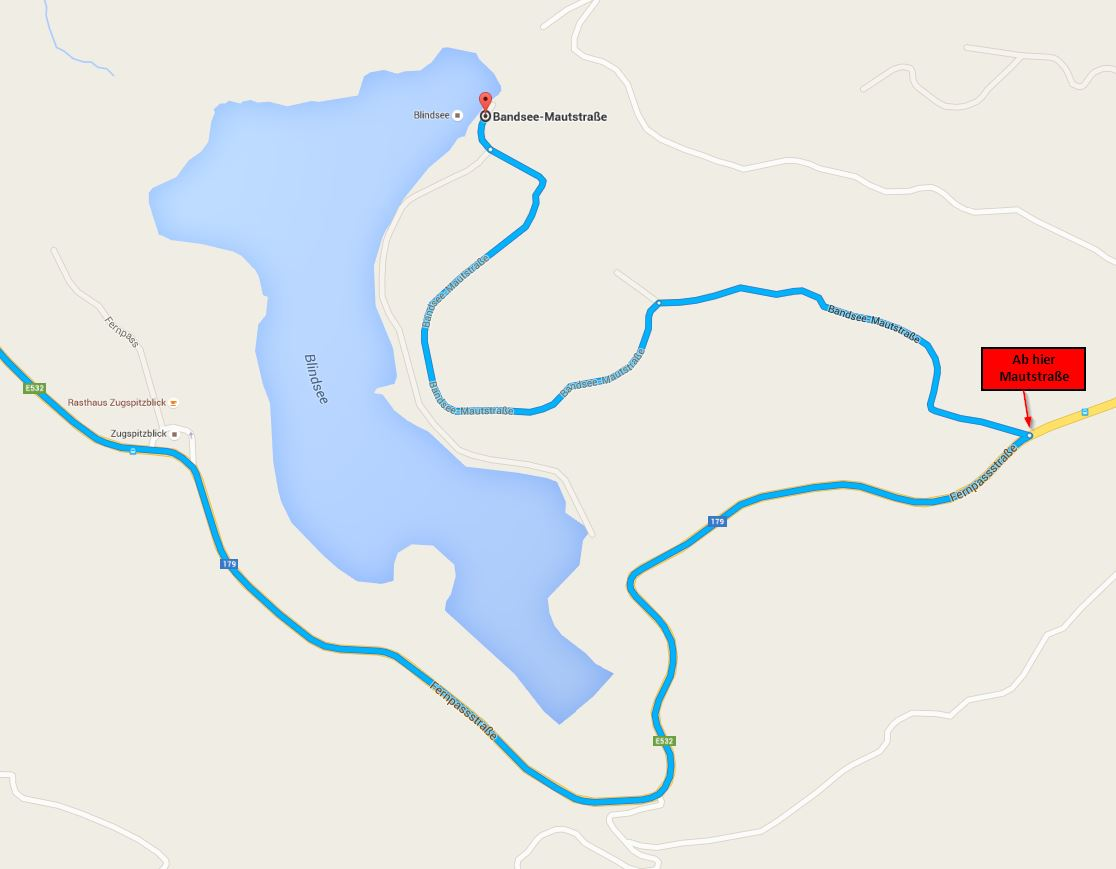 Blindsee
Bandsee-Mautstraße
Bandsee-Mautstraße
Bandsee-Mautstraße
Fernpass
Blindsee
Ab hier
Mautstraße
E532
Bandsee-Mautstraße
Rasthaus Zugspitzblick
Bandsee-Mautstraße
Zugspitzblick
Fernpassstraße
179
179
Fernpassstraße
E532